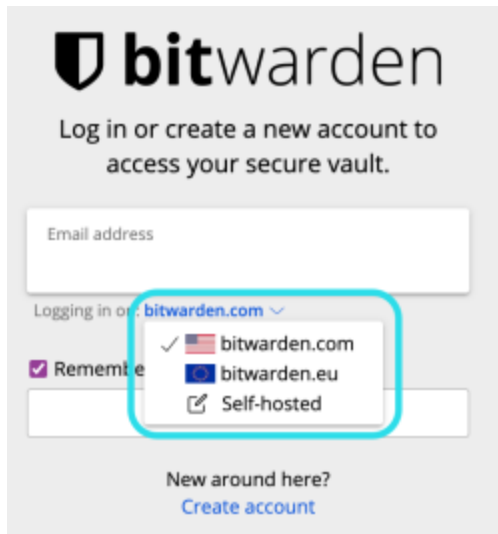 bitwarden
Log in or create a new account to
access your secure vault.
Email address
Logging in on: bitwarden.com
bitwarden.com
Remembe
bitwarden.eu
Self-hosted
New around here?
Create account